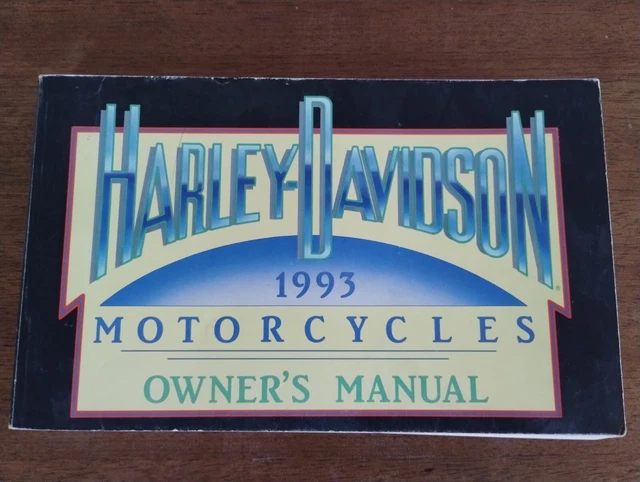 HARLEY-DAVIDSON
1993
MOTORCYCLES
OWNER'S MANUAL